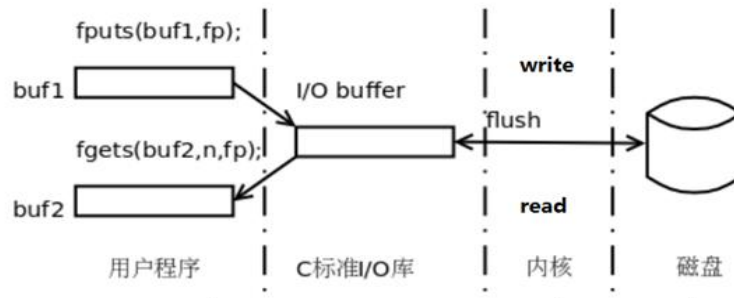 fputs(buf1,fp);
buf1
I/O buffer
write
flush
fgets(buf2,n,fp);
buf2
read
用户程序
C标准I/O库
内核
磁盘